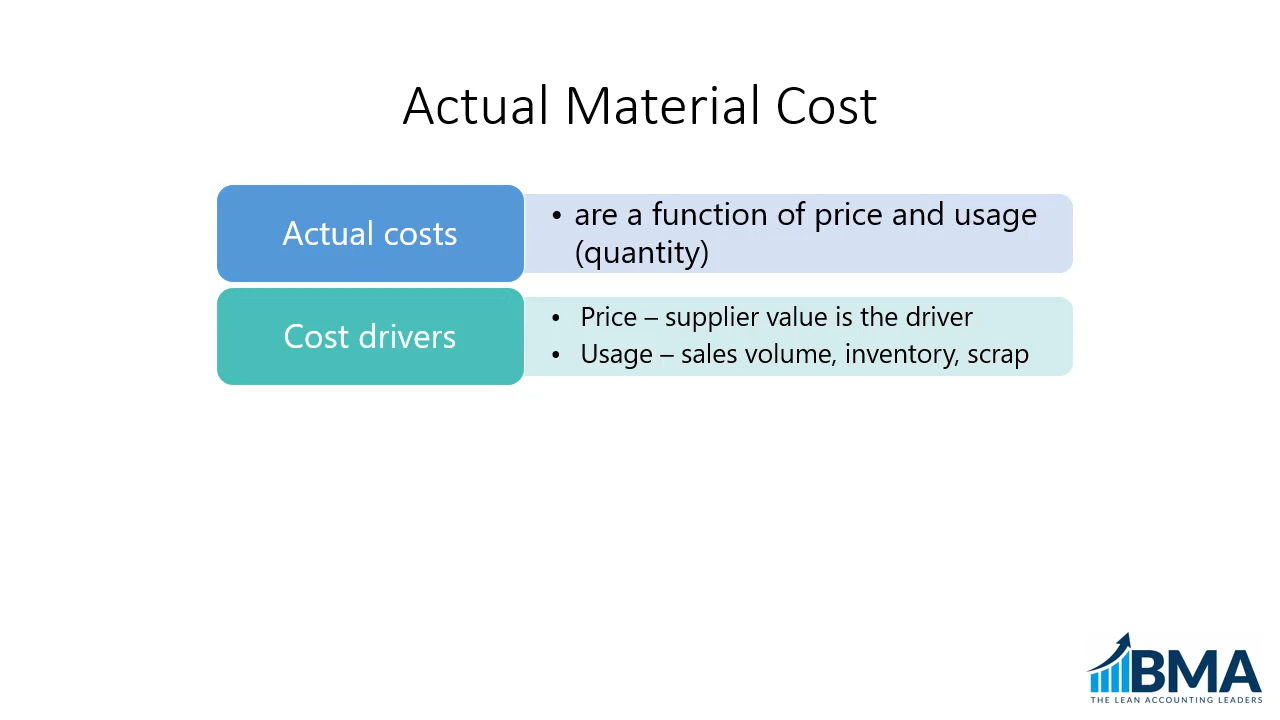 Actual Material Cost
Actual costs
• are a function of price and usage
(quantity)
Cost drivers
• Price – supplier value is the driver
• Usage – sales volume, inventory, scrap
BMA
THE LEAN ACCOUNTING LEADERS